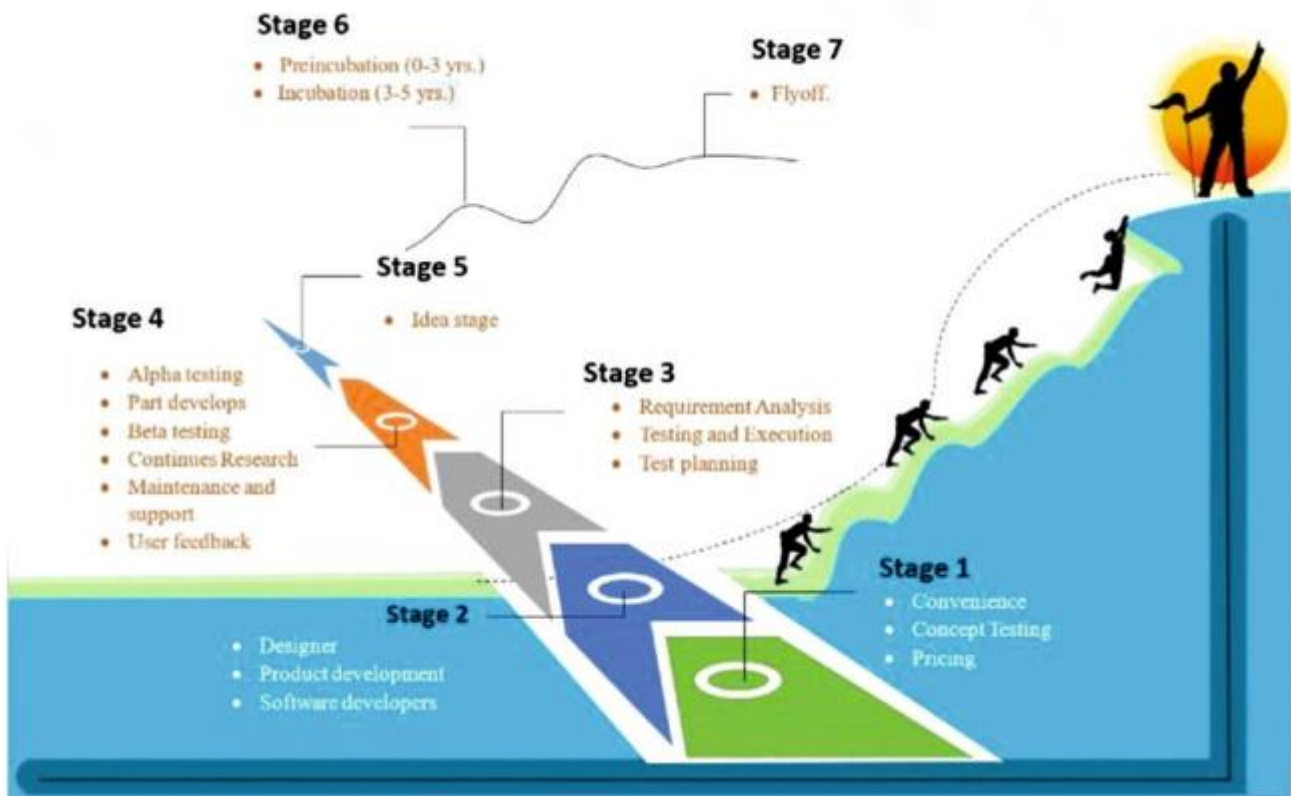 Stage 6
• Preincubation (0-3 yrs.)
• Incubation (3-5 yrs.)
Stage 7
• Flyoff.
Stage 5
• Idea stage
Stage 4
• Alpha testing
• Part develops
• Beta testing
• Continues Research
• Maintenance and
support
• User feedback
Stage 3
• Requirement Analysis
• Testing and Execution
• Test planning
Stage 2
• Designer
• Product development
• Software developers
Stage 1
• Convenience
• Concept Testing
• Pricing